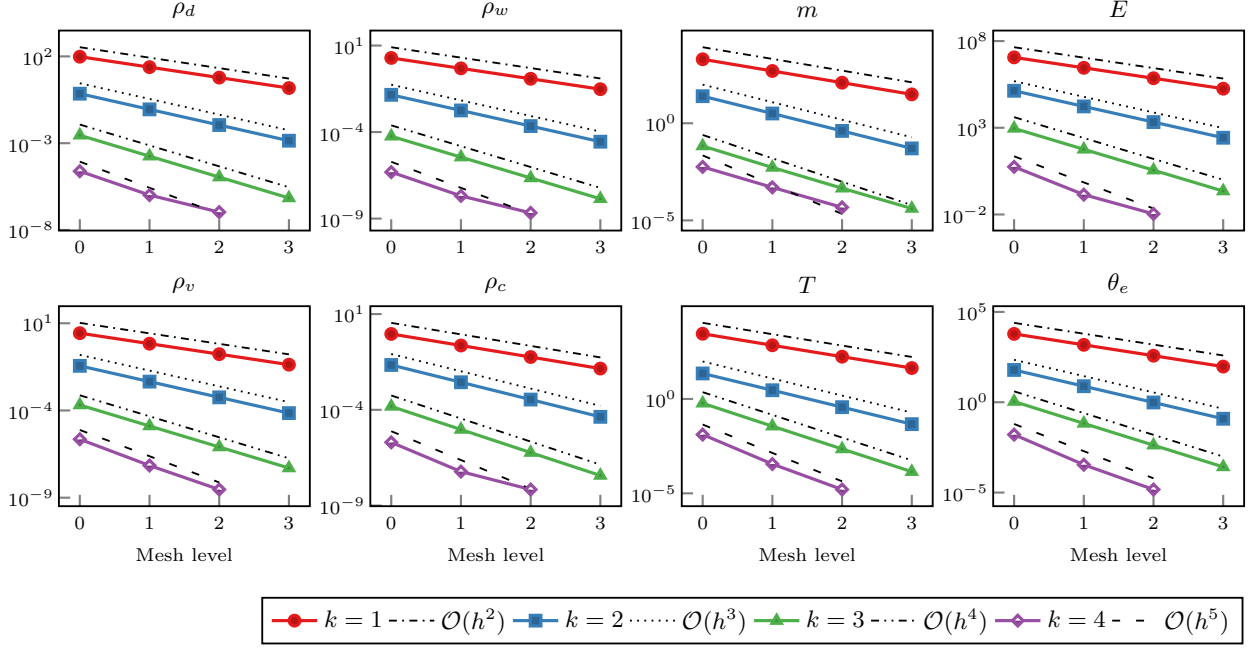 ρ_d ρ_w m E
10^2 10^1 10^0 10^8
10^{-3} 10^{-4} 10^{-5} 10^3
10^{-8} 10^{-9} 10^{-2}
0 1 2 3 0 1 2 3 0 1 2 3 0 1 2 3
ρ_v ρ_c T θ_e
10^1 10^1 10^0 10^5
10^{-4} 10^{-4} 10^{-5} 10^0
10^{-9} 10^{-9} 10^{-5}
0 1 2 3 0 1 2 3 0 1 2 3 0 1 2 3
Mesh level Mesh level Mesh level Mesh level
k = 1 O(h^2) k = 2 O(h^3) k = 3 O(h^4) k = 4 O(h^5)